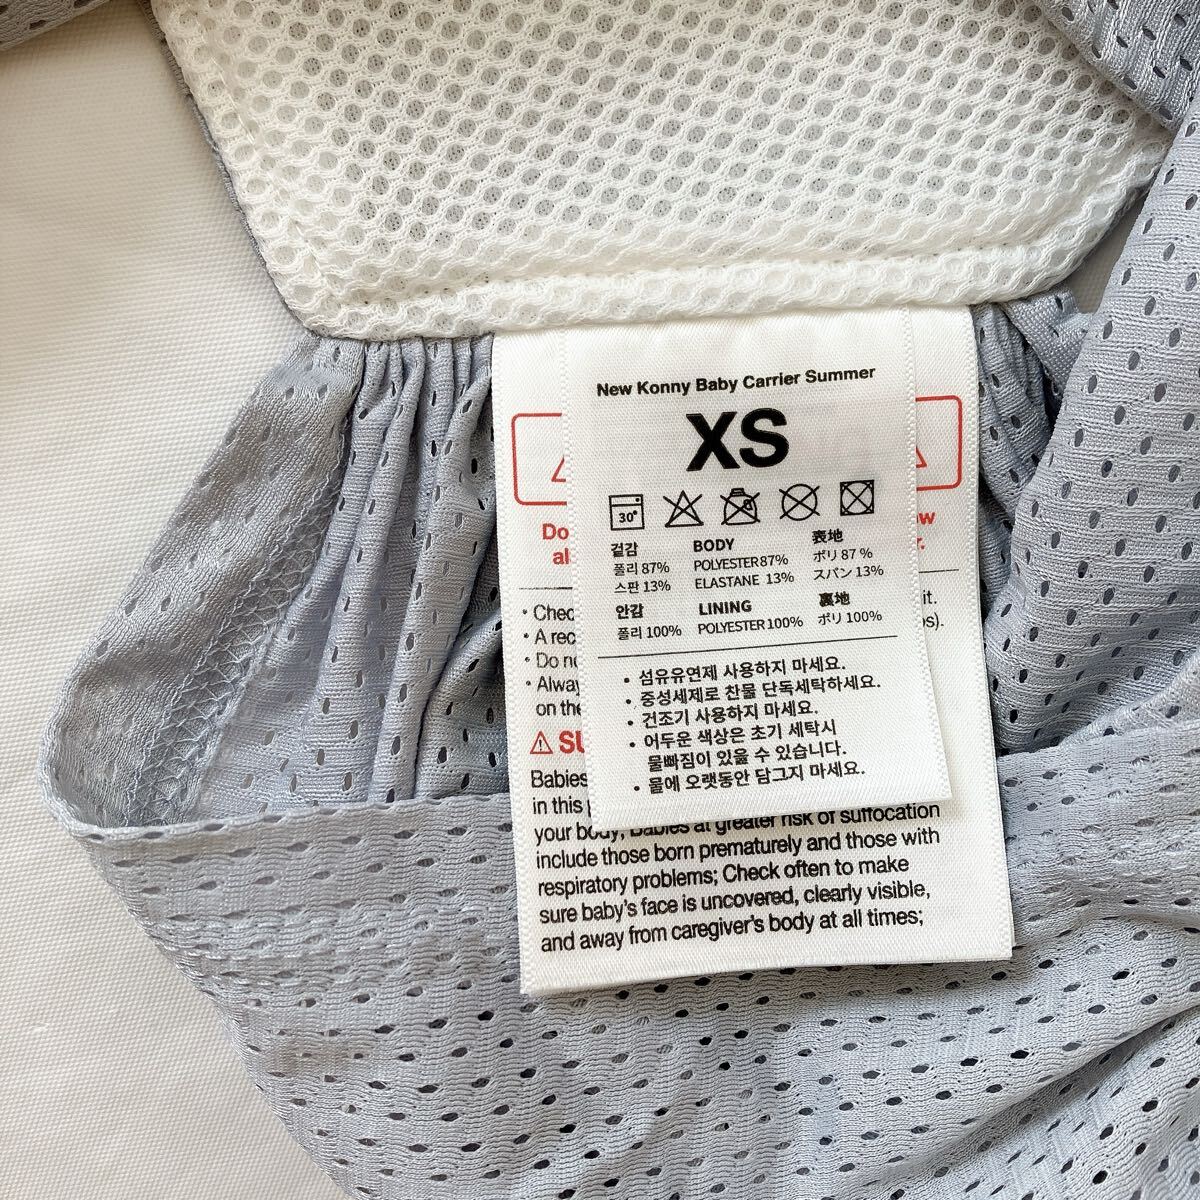 New Konny Baby Carrier Summer
XS
30°
겉감 BODY 表地
폴리 87% POLYESTER 87% ポリ 87 %
스판 13% ELASTANE 13% スパン 13%
안감 LINING 裏地
폴리 100% POLYESTER 100% ポリ 100%
• 섬유유연제 사용하지 마세요.
• 중성세제로 찬물 단독세탁하세요.
• 건조기 사용하지 마세요.
• 어두운 색상은 초기 세탁시
물빠짐이 있을 수 있습니다.
• 물에 오랫동안 담그지 마세요.
Do
al
• A
• Do
on the
Babies
in this
your body; Babies at greater risk of suffocation
include those born prematurely and those with
respiratory problems; Check often to make
sure baby's face is uncovered, clearly visible,
and away from caregiver's body at all times;